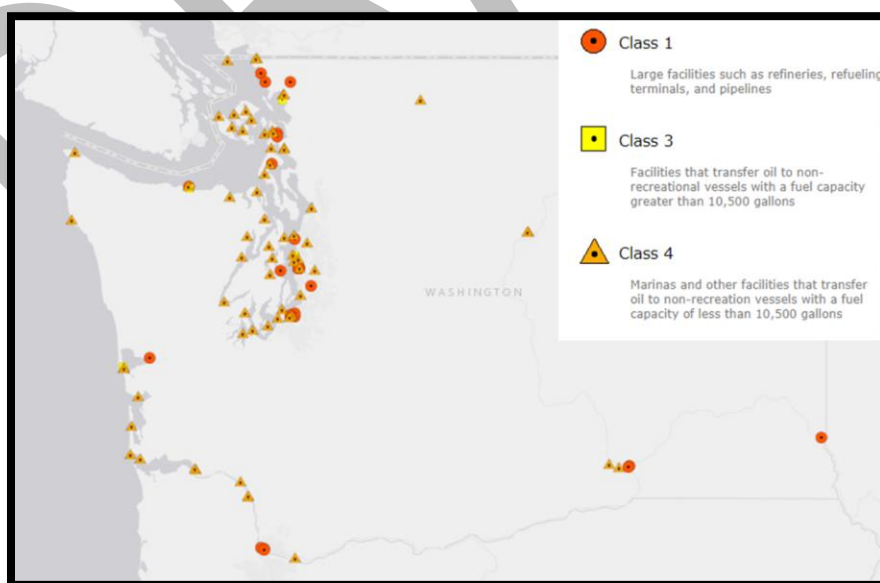 Class 1
Large facilities such as refineries, refueling
terminals, and pipelines
Class 3
Facilities that transfer oil to non-
recreational vessels with a fuel capacity
greater than 10,500 gallons
Class 4
Marinas and other facilities that transfer
oil to non-recreation vessels with a fuel
capacity of less than 10,500 gallons
WASHINGTON